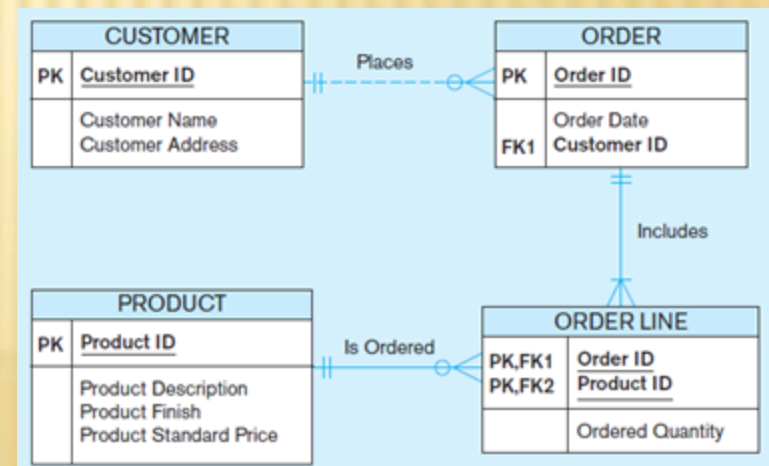 CUSTOMER
PK Customer ID
Customer Name
Customer Address
Places
ORDER
PK Order ID
Order Date
FK1 Customer ID
Includes
PRODUCT
PK Product ID
Product Description
Product Finish
Product Standard Price
Is Ordered
ORDER LINE
PK,FK1 Order ID
PK,FK2 Product ID
Ordered Quantity